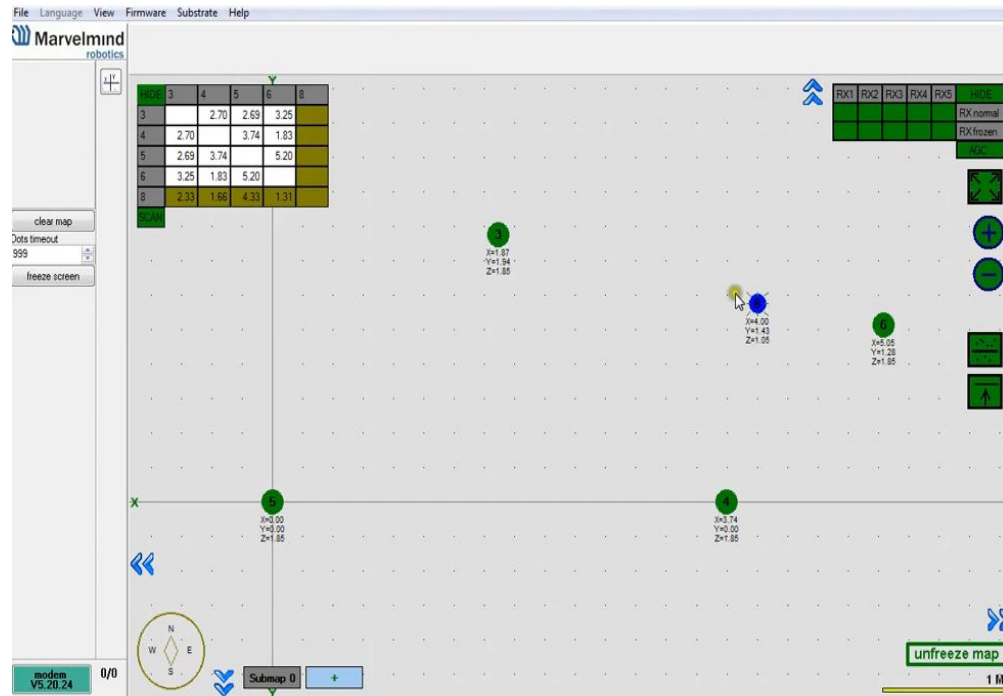 File Language View Firmware Substrate Help
Marvelmind
robotics
HIDE 3 4 5 6 8
3 2.70 2.69 3.25
4 2.70 3.74 1.83
5 2.69 3.74 5.20
6 3.25 1.83 5.20
8 2.33 1.66 4.33 1.31
SCAN
Y
RX1 RX2 RX3 RX4 RX5 HIDE
RX normal
RX frozen
AGC
clear map
Dots timeout
999
freeze screen
3
X=1.87
Y=1.94
Z=1.85
X=4.00
Y=1.43
Z=1.05
6
X=5.05
Y=1.28
Z=1.85
X
5
X=0.00
Y=0.00
Z=1.85
4
X=3.74
Y=0.00
Z=1.85
N
W E
S
unfreeze map
modem
V5.20.24
0/0
Submap 0
+
Y